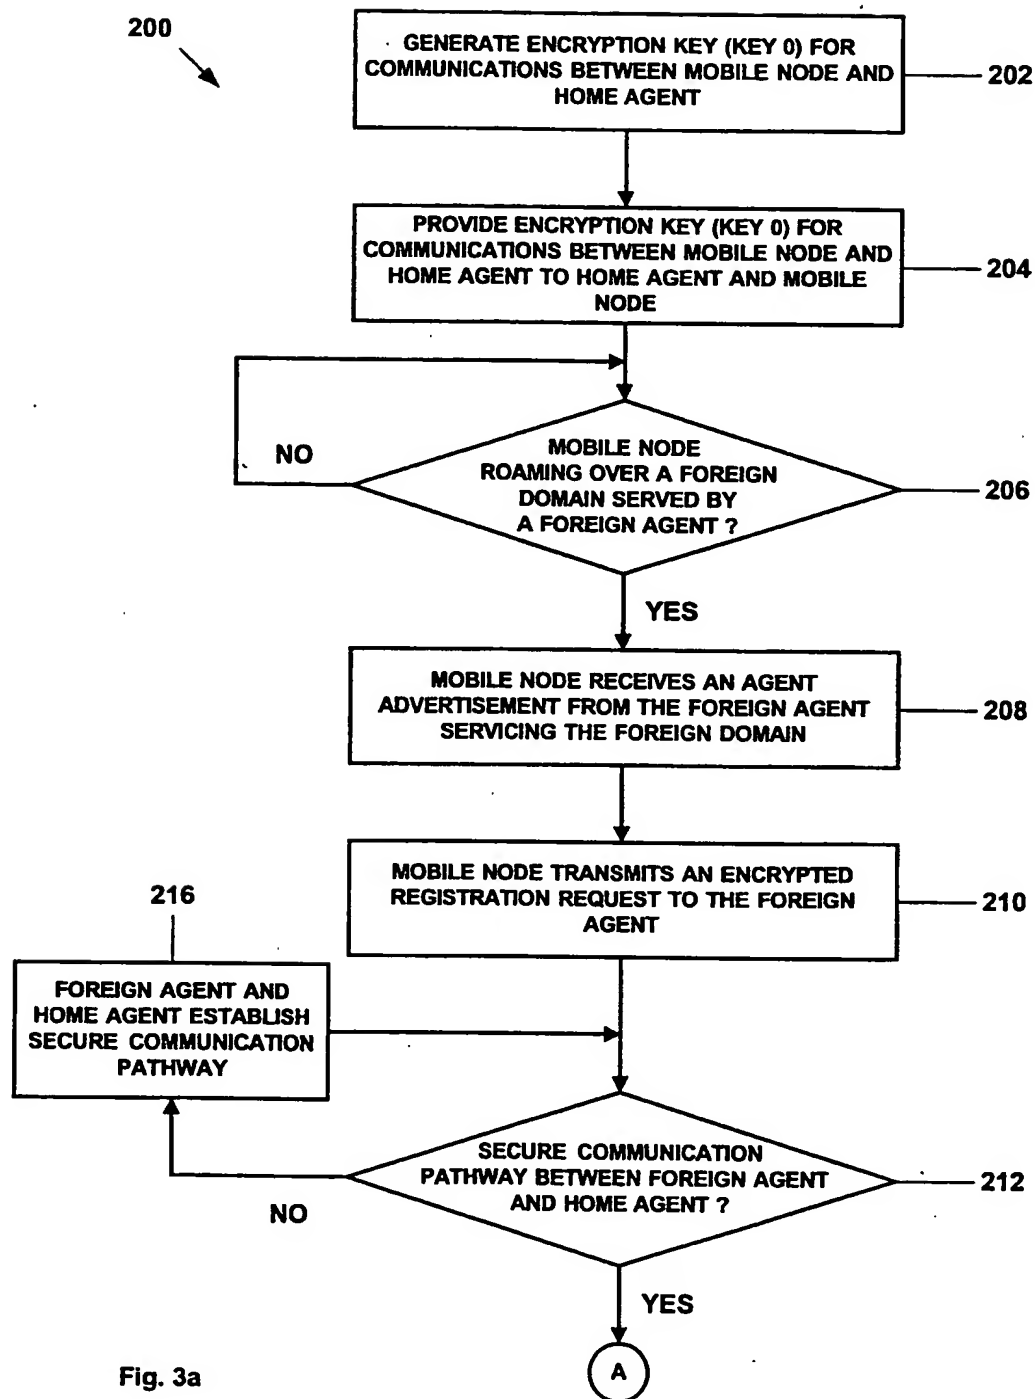 200
GENERATE ENCRYPTION KEY (KEY 0) FOR
COMMUNICATIONS BETWEEN MOBILE NODE AND
HOME AGENT
202
PROVIDE ENCRYPTION KEY (KEY 0) FOR
COMMUNICATIONS BETWEEN MOBILE NODE AND
HOME AGENT TO HOME AGENT AND MOBILE
NODE
204
NO
MOBILE NODE
ROAMING OVER A FOREIGN
DOMAIN SERVED BY
A FOREIGN AGENT ?
206
YES
MOBILE NODE RECEIVES AN AGENT
ADVERTISEMENT FROM THE FOREIGN AGENT
SERVICING THE FOREIGN DOMAIN
208
MOBILE NODE TRANSMITS AN ENCRYPTED
REGISTRATION REQUEST TO THE FOREIGN
AGENT
210
216
FOREIGN AGENT AND
HOME AGENT ESTABLISH
SECURE COMMUNICATION
PATHWAY
SECURE COMMUNICATION
PATHWAY BETWEEN FOREIGN AGENT
AND HOME AGENT ?
212
NO
YES
A
Fig. 3a